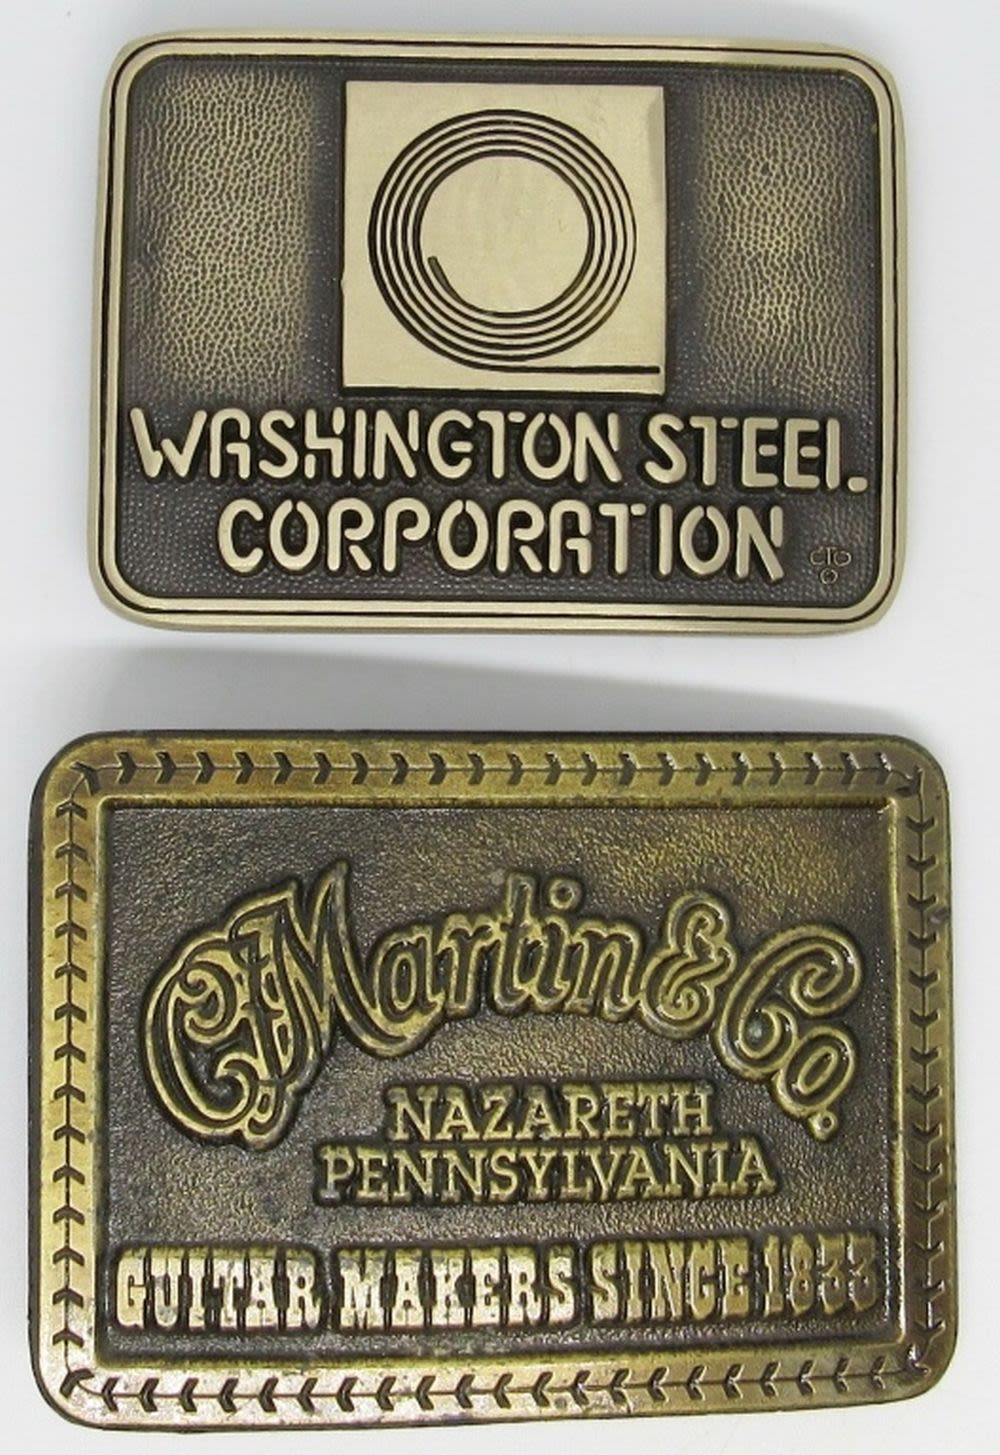 WASHINGTON STEEL
CORPORATION
CFMartin & Co.
NAZARETH
PENNSYLVANIA
GUITAR MAKERS SINCE 1833